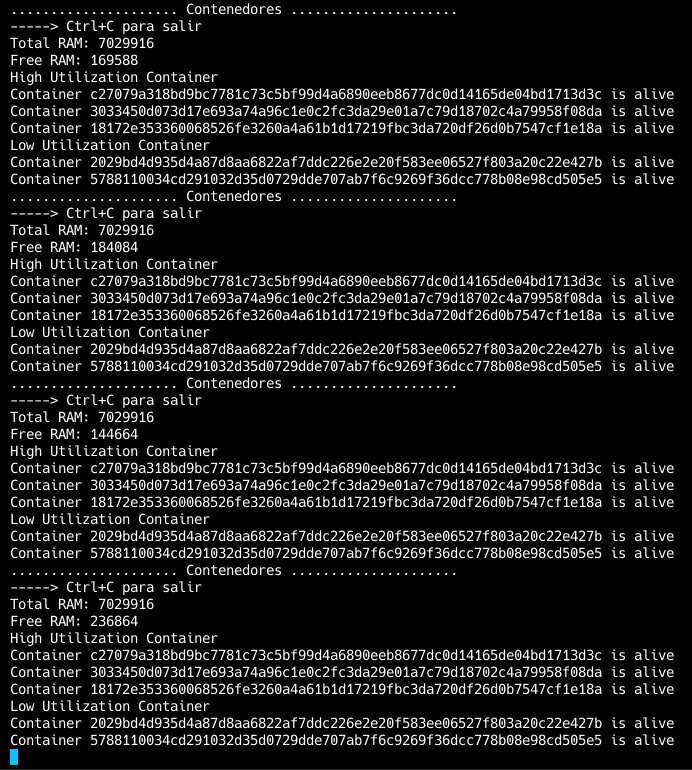 ..................... Contenedores .....................
-----> Ctrl+C para salir
Total RAM: 7029916
Free RAM: 169588
High Utilization Container
Container c27079a318bd9bc7781c73c5bf99d4a6890eeb8677dc0d14165de04bd1713d3c is alive
Container 3033450d073d17e693a74a96c1e0c2fc3da29e01a7c79d18702c4a79958f08da is alive
Container 18172e353360068526fe3260a4a61b1d17219fbc3da720df26d0b7547cf1e18a is alive
Low Utilization Container
Container 2029bd4d935d4a87d8aa6822af7ddc226e2e20f583ee06527f803a20c22e427b is alive
Container 5788110034cd291032d35d0729dde707ab7f6c9269f36dcc778b08e98cd505e5 is alive
..................... Contenedores .....................
-----> Ctrl+C para salir
Total RAM: 7029916
Free RAM: 184084
High Utilization Container
Container c27079a318bd9bc7781c73c5bf99d4a6890eeb8677dc0d14165de04bd1713d3c is alive
Container 3033450d073d17e693a74a96c1e0c2fc3da29e01a7c79d18702c4a79958f08da is alive
Container 18172e353360068526fe3260a4a61b1d17219fbc3da720df26d0b7547cf1e18a is alive
Low Utilization Container
Container 2029bd4d935d4a87d8aa6822af7ddc226e2e20f583ee06527f803a20c22e427b is alive
Container 5788110034cd291032d35d0729dde707ab7f6c9269f36dcc778b08e98cd505e5 is alive
..................... Contenedores .....................
-----> Ctrl+C para salir
Total RAM: 7029916
Free RAM: 144664
High Utilization Container
Container c27079a318bd9bc7781c73c5bf99d4a6890eeb8677dc0d14165de04bd1713d3c is alive
Container 3033450d073d17e693a74a96c1e0c2fc3da29e01a7c79d18702c4a79958f08da is alive
Container 18172e353360068526fe3260a4a61b1d17219fbc3da720df26d0b7547cf1e18a is alive
Low Utilization Container
Container 2029bd4d935d4a87d8aa6822af7ddc226e2e20f583ee06527f803a20c22e427b is alive
Container 5788110034cd291032d35d0729dde707ab7f6c9269f36dcc778b08e98cd505e5 is alive
..................... Contenedores .....................
-----> Ctrl+C para salir
Total RAM: 7029916
Free RAM: 236864
High Utilization Container
Container c27079a318bd9bc7781c73c5bf99d4a6890eeb8677dc0d14165de04bd1713d3c is alive
Container 3033450d073d17e693a74a96c1e0c2fc3da29e01a7c79d18702c4a79958f08da is alive
Container 18172e353360068526fe3260a4a61b1d17219fbc3da720df26d0b7547cf1e18a is alive
Low Utilization Container
Container 2029bd4d935d4a87d8aa6822af7ddc226e2e20f583ee06527f803a20c22e427b is alive
Container 5788110034cd291032d35d0729dde707ab7f6c9269f36dcc778b08e98cd505e5 is alive